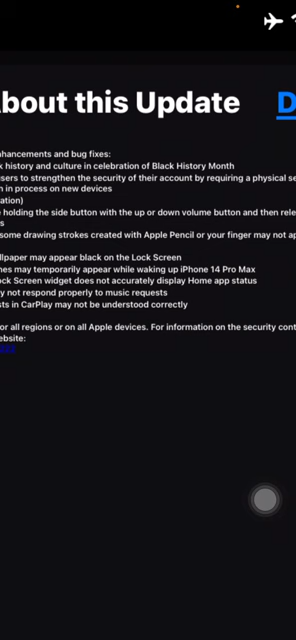 About this Update D
nhancements and bug fixes:
k history and culture in celebration of Black History Month
sers to strengthen the security of their account by requiring a physical se
n in process on new devices
ation)
e holding the side button with the up or down volume button and then rele
s
some drawing strokes created with Apple Pencil or your finger may not ap
llpaper may appear black on the Lock Screen
nes may temporarily appear while waking up iPhone 14 Pro Max
ock Screen widget does not accurately display Home app status
y not respond properly to music requests
sts in CarPlay may not be understood correctly
or all regions or on all Apple devices. For information on the security cont
ebsite:
222